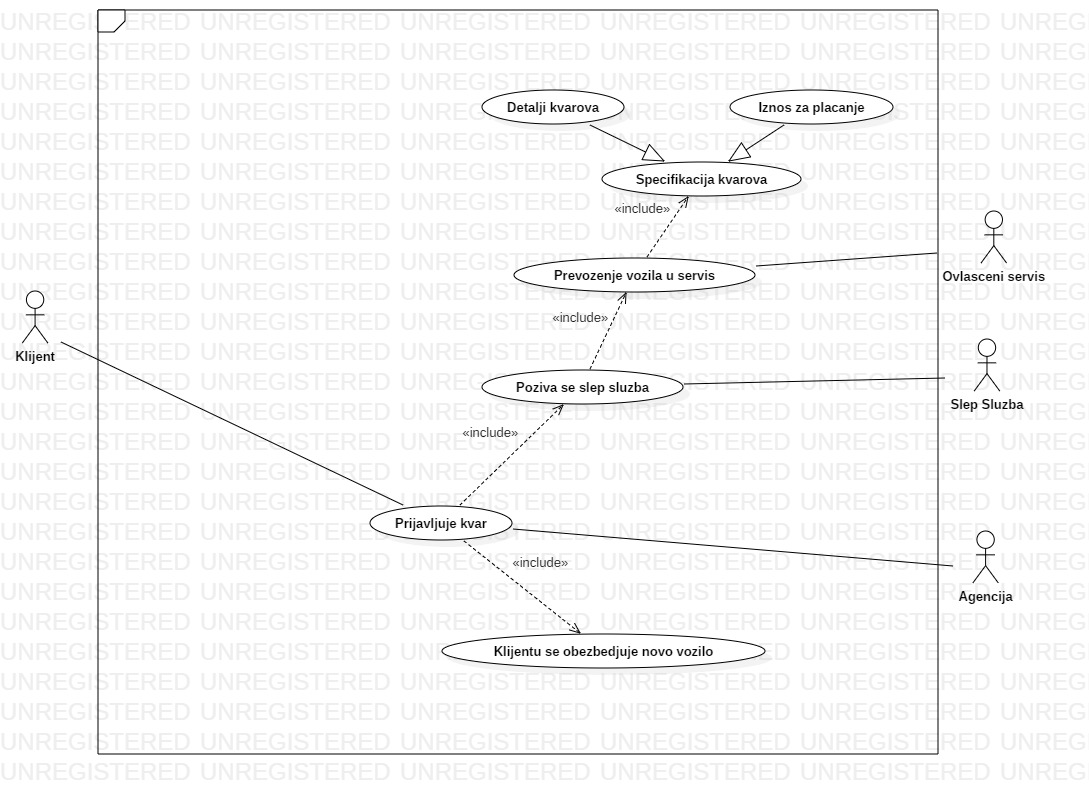 Detalji kvarova
Iznos za placanje
Specifikacija kvarova
«include»
Prevozenje vozila u servis
Ovlasceni servis
«include»
Klijent
Poziva se slep sluzba
Slep Sluzba
«include»
Prijavljuje kvar
«include»
Agencija
Klijentu se obezbedjuje novo vozilo
UNREGISTERED